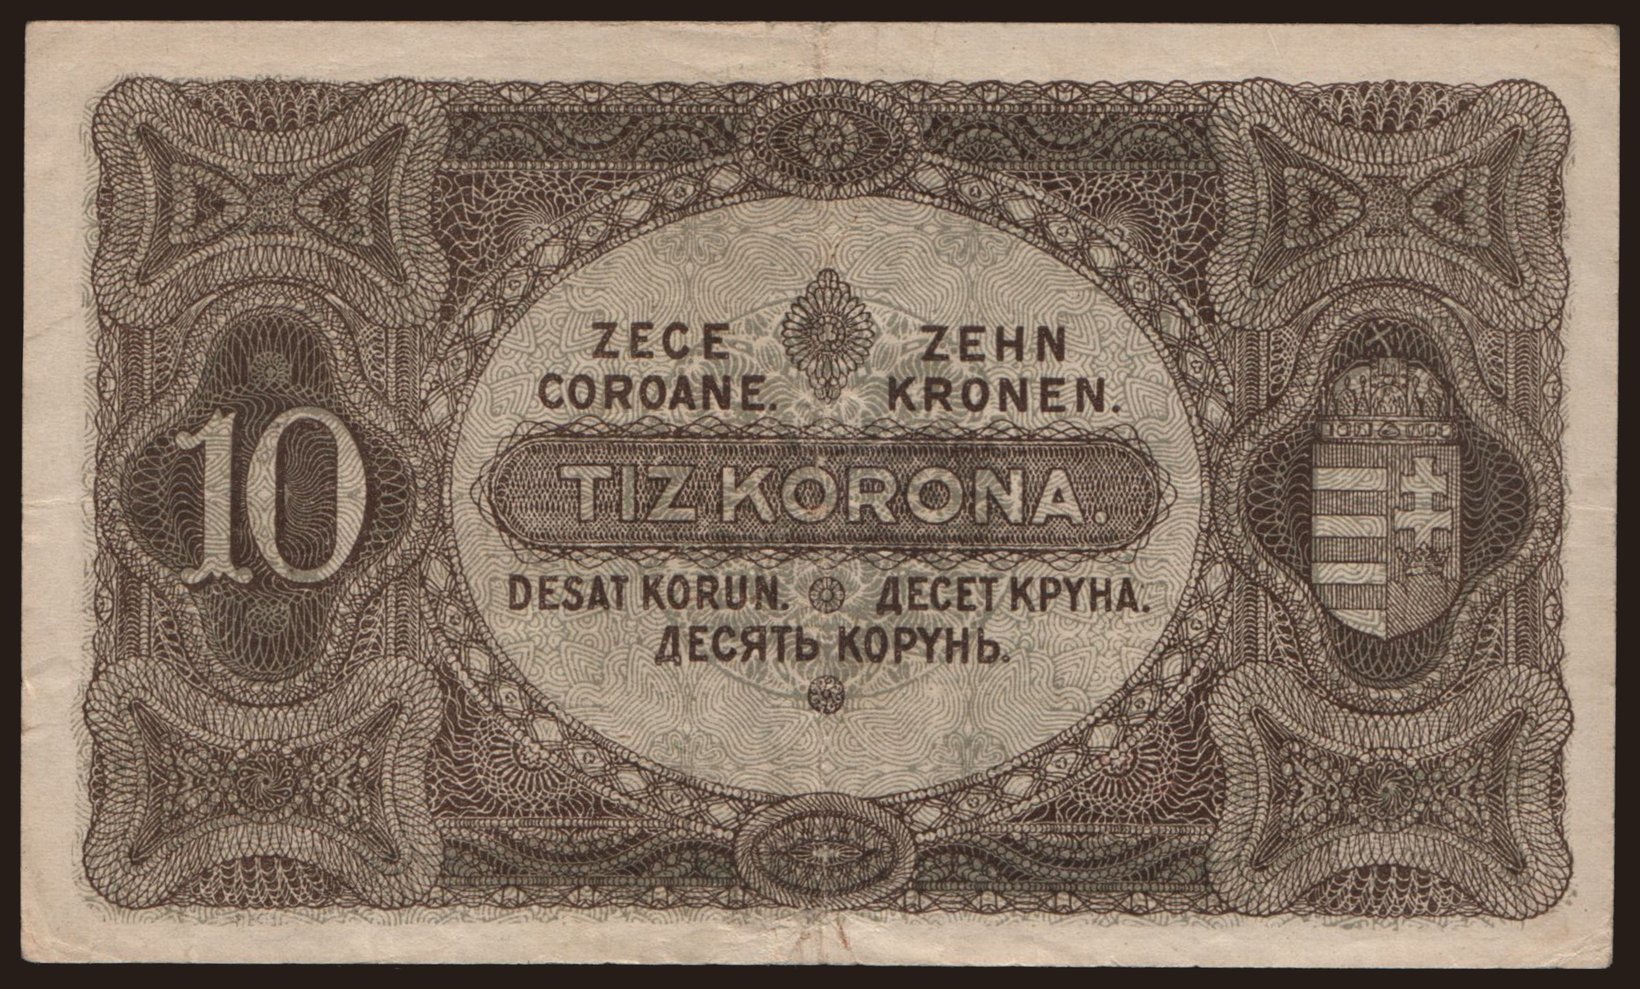 ZECE COROANE.
ZEHN KRONEN.
10
TIZ KORONA.
DESAT KORUN.
ДЕСЕТ КРУНА.
ДЕСЯТЬ КОРУНЬ.